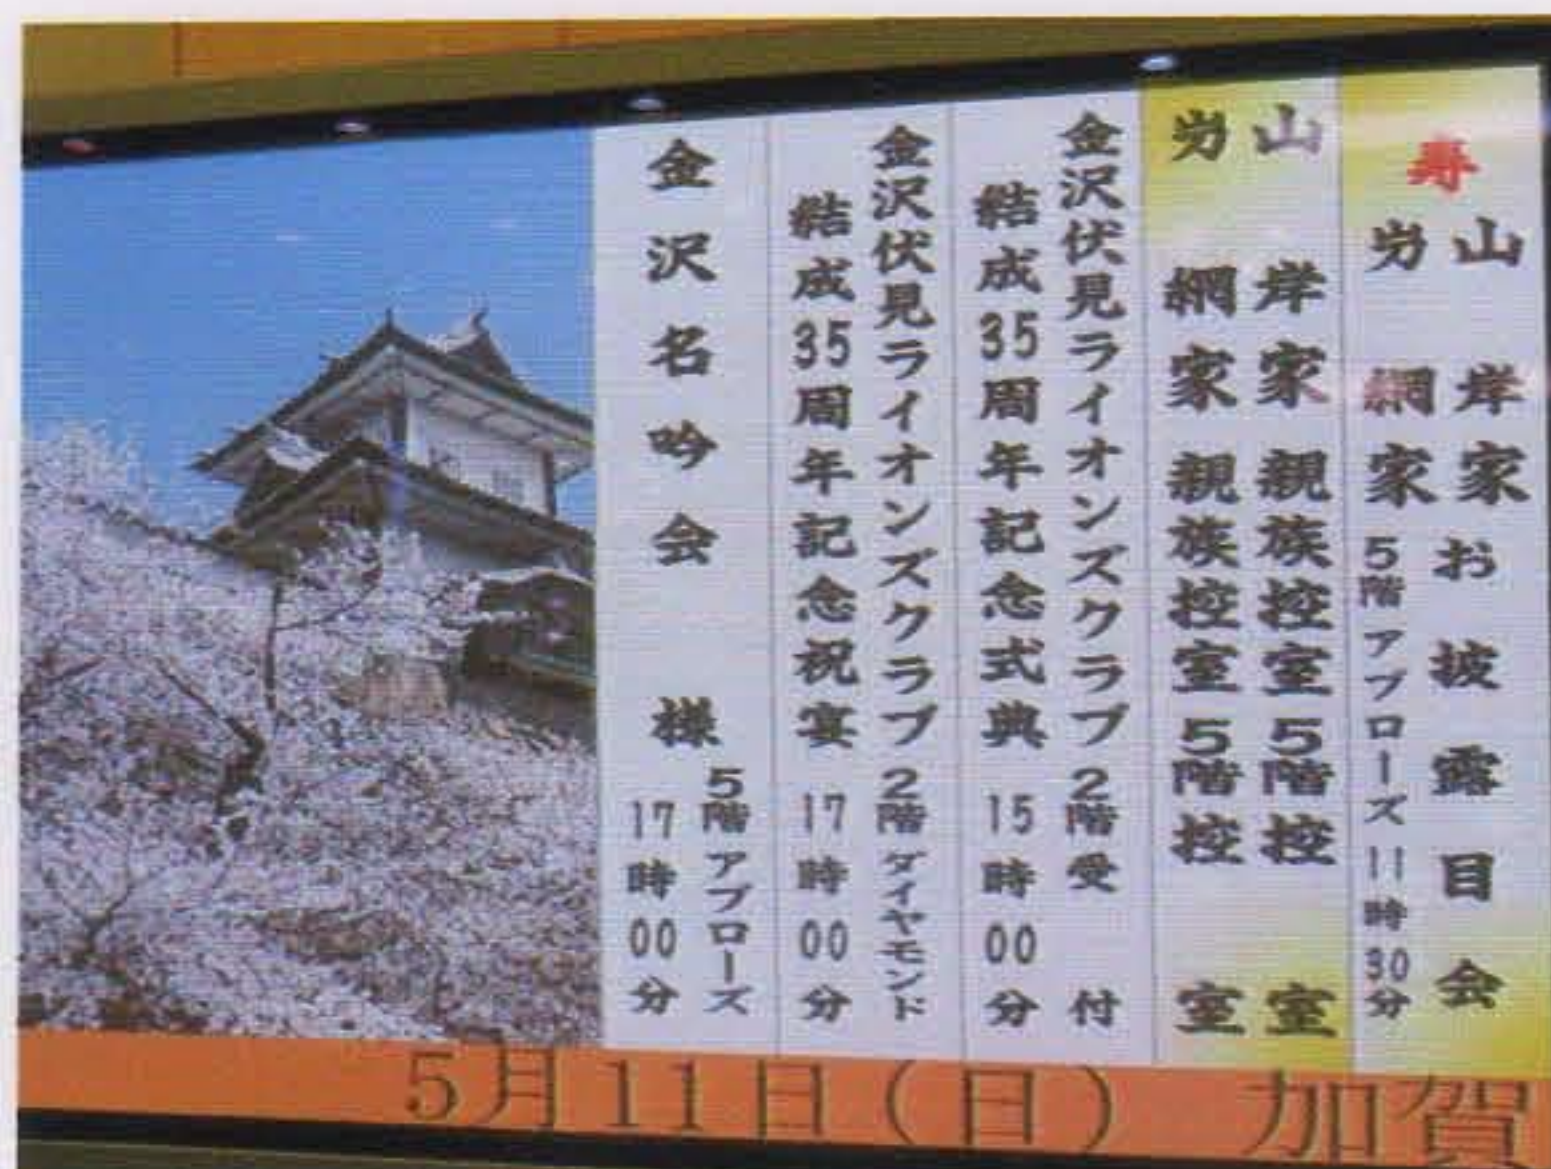 寿
山岸家
労網家
お披露目会
5階アプローズ 11時30分
山岸家親族控室 5階控室
労網家親族控室 5階控室
金沢伏見ライオンズクラブ 2階受付
結成35周年記念式典 15時00分
金沢伏見ライオンズクラブ 2階ダイヤモンド
結成35周年記念祝宴 17時00分
金沢名吟会 様 5階アプローズ
17時00分
5月11日(日) 加賀